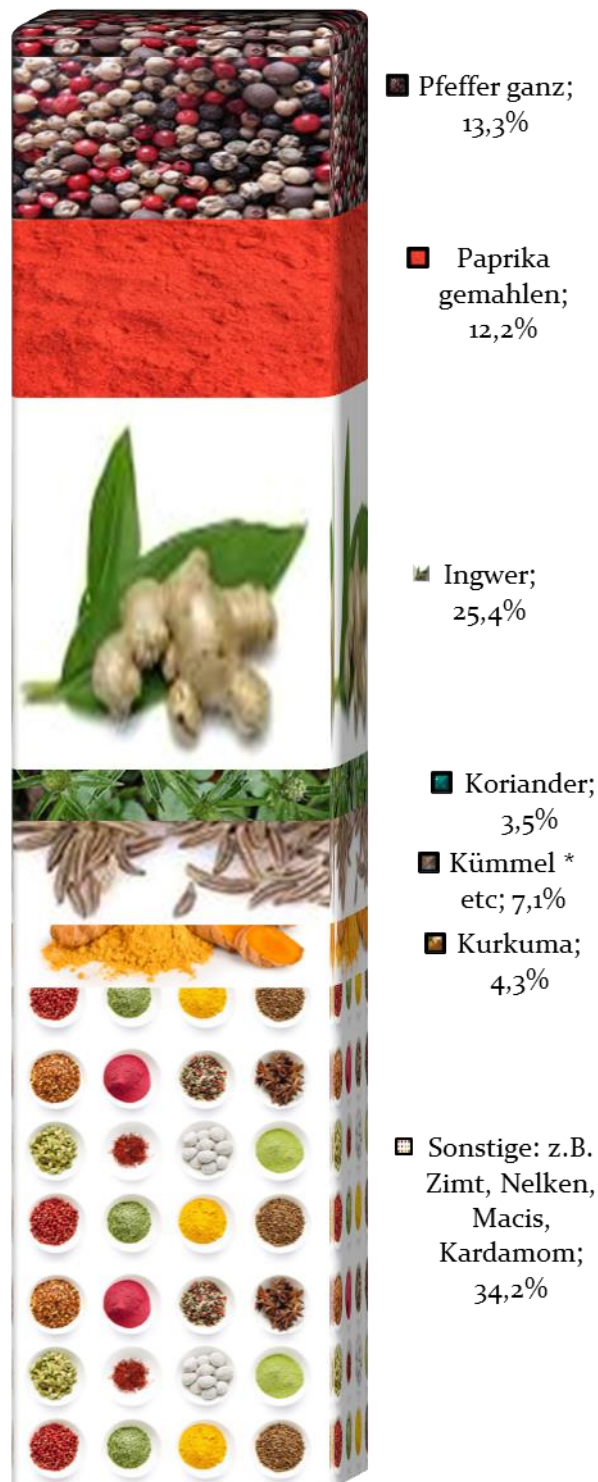 Pfeffer ganz;
13,3%
Paprika
gemahlen;
12,2%
Ingwer;
25,4%
Koriander;
3,5%
Kümmel *
etc; 7,1%
Kurkuma;
4,3%
Sonstige: z.B.
Zimt, Nelken,
Macis,
Kardamom;
34,2%